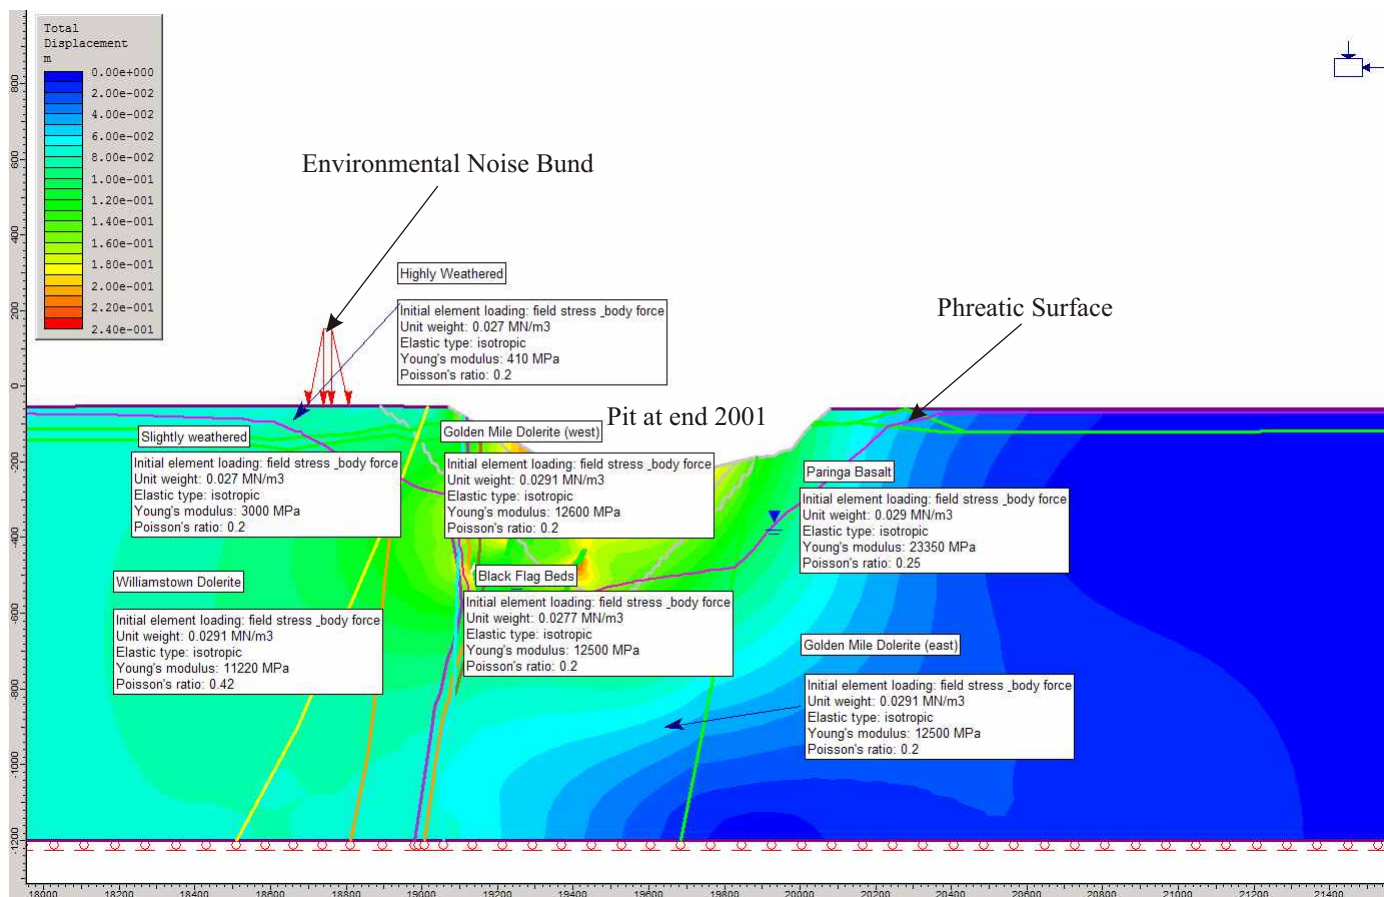 Total
Displacement
m
0.00e+000
2.00e-002
4.00e-002
6.00e-002
8.00e-002
1.00e-001
1.20e-001
1.40e-001
1.60e-001
1.80e-001
2.00e-001
2.20e-001
2.40e-001
Environmental Noise Bund
Highly Weathered
Initial element loading: field stress _body force
Unit weight: 0.027 MN/m3
Elastic type: isotropic
Young's modulus: 410 MPa
Poisson's ratio: 0.2
Phreatic Surface
Pit at end 2001
Slightly weathered
Initial element loading: field stress _body force
Unit weight: 0.027 MN/m3
Elastic type: isotropic
Young's modulus: 3000 MPa
Poisson's ratio: 0.2
Golden Mile Dolerite (west)
Initial element loading: field stress _body force
Unit weight: 0.0291 MN/m3
Elastic type: isotropic
Young's modulus: 12600 MPa
Poisson's ratio: 0.2
Paringa Basalt
Initial element loading: field stress _body force
Unit weight: 0.029 MN/m3
Elastic type: isotropic
Young's modulus: 23350 MPa
Poisson's ratio: 0.25
Williamstown Dolerite
Initial element loading: field stress _body force
Unit weight: 0.0291 MN/m3
Elastic type: isotropic
Young's modulus: 11220 MPa
Poisson's ratio: 0.42
Black Flag Beds
Initial element loading: field stress _body force
Unit weight: 0.0277 MN/m3
Elastic type: isotropic
Young's modulus: 12500 MPa
Poisson's ratio: 0.2
Golden Mile Dolerite (east)
Initial element loading: field stress _body force
Unit weight: 0.0291 MN/m3
Elastic type: isotropic
Young's modulus: 12500 MPa
Poisson's ratio: 0.2
800
600
400
200
0
-200
-400
-600
-800
-1000
-1200
18000
18200
18400
18600
18800
19000
19200
19400
19600
19800
20000
20200
20400
20600
20800
21000
21200
21400